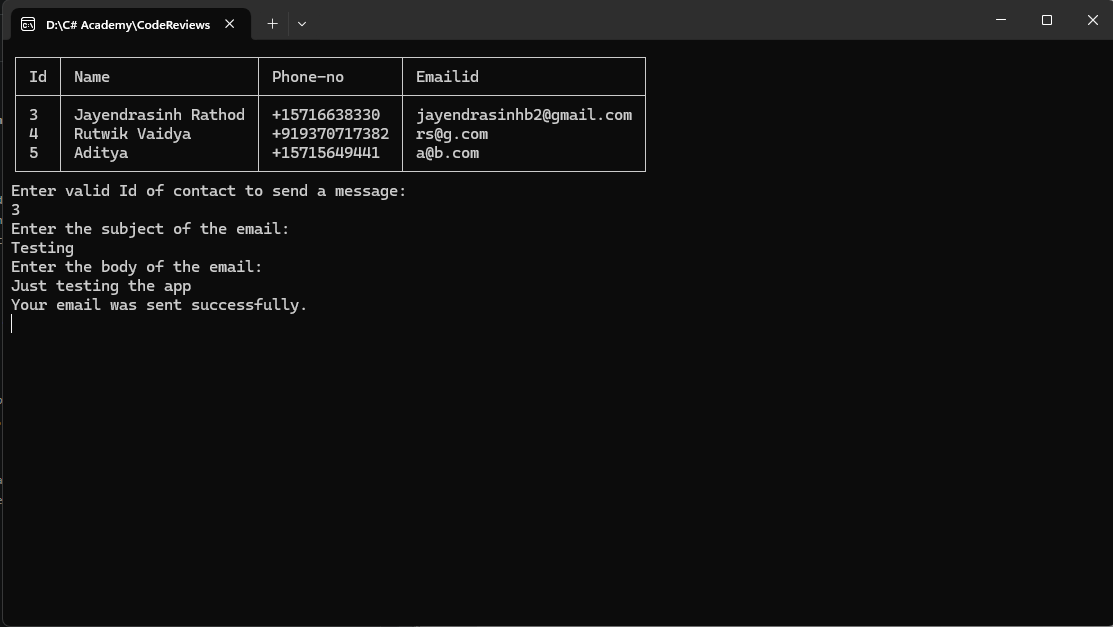 D:\C# Academy\CodeReviews
Id Name Phone-no Emailid
3 Jayendrasinh Rathod +15716638330 jayendrasinhb2@gmail.com
4 Rutwik Vaidya +919370717382 rs@g.com
5 Aditya +15715649441 a@b.com
Enter valid Id of contact to send a message:
3
Enter the subject of the email:
Testing
Enter the body of the email:
Just testing the app
Your email was sent successfully.